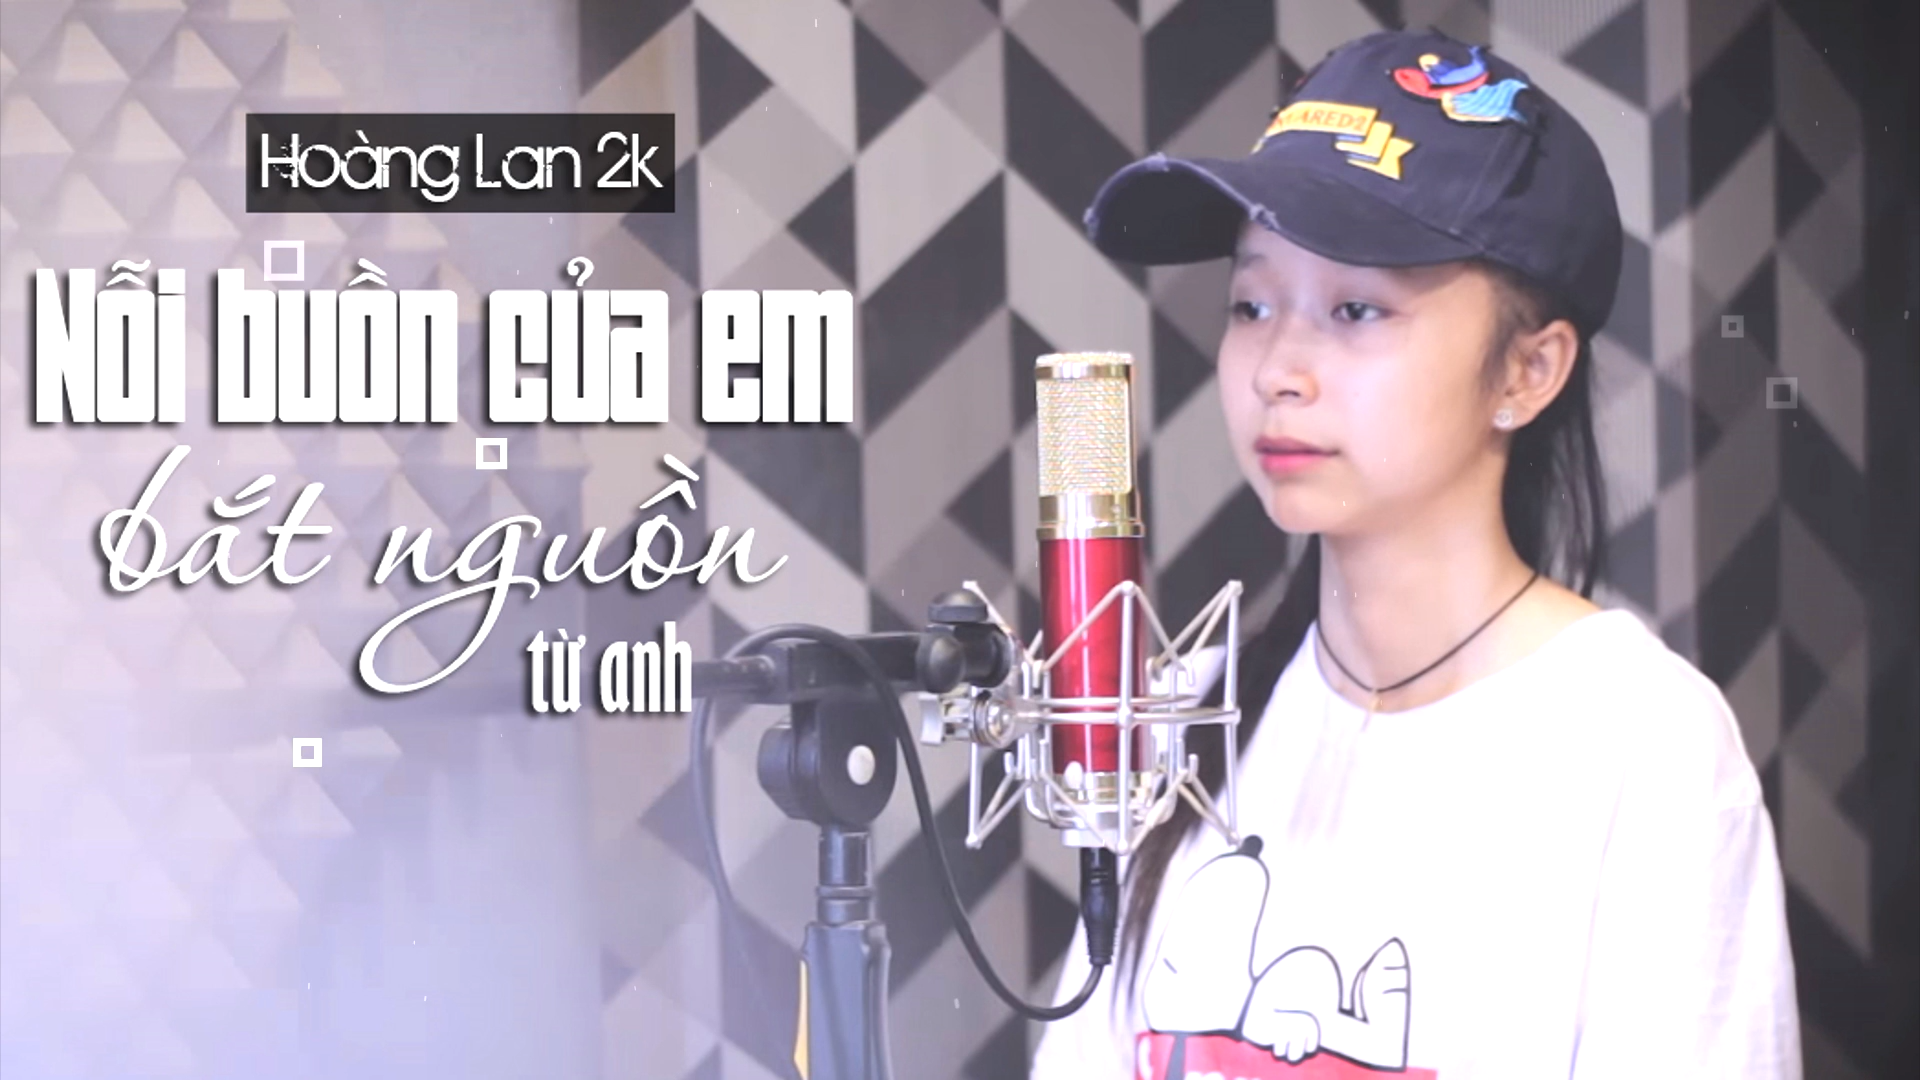 Hoàng Lan 2k
Nỗi buồn của em
bắt nguồn
từ anh